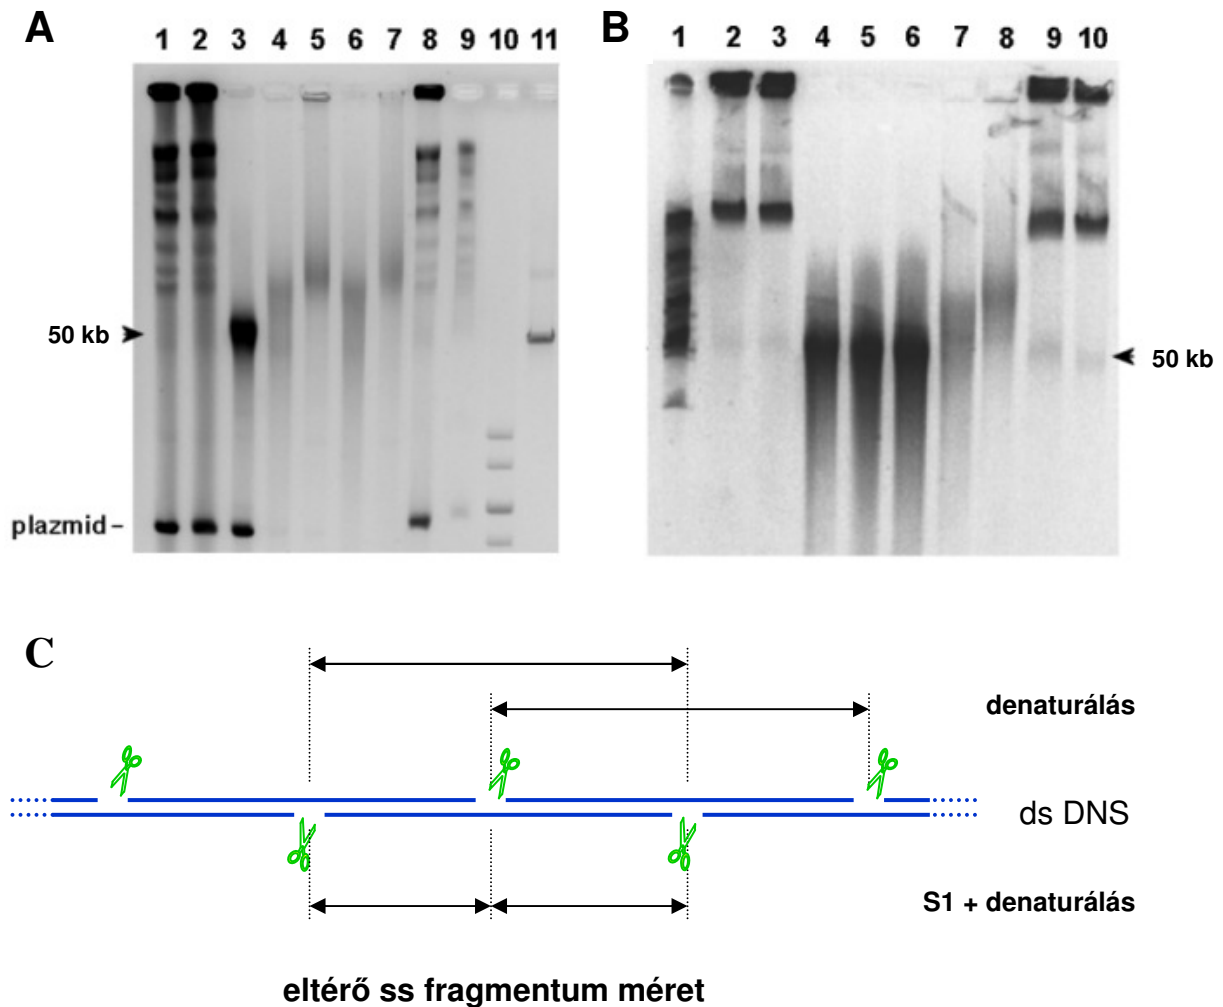 A
1 2 3 4 5 6 7 8 9 10 11
50 kb
plazmid
B
1 2 3 4 5 6 7 8 9 10
50 kb
C
denaturálás
ds DNS
S1 + denaturálás
eltérő ss fragmentum méret